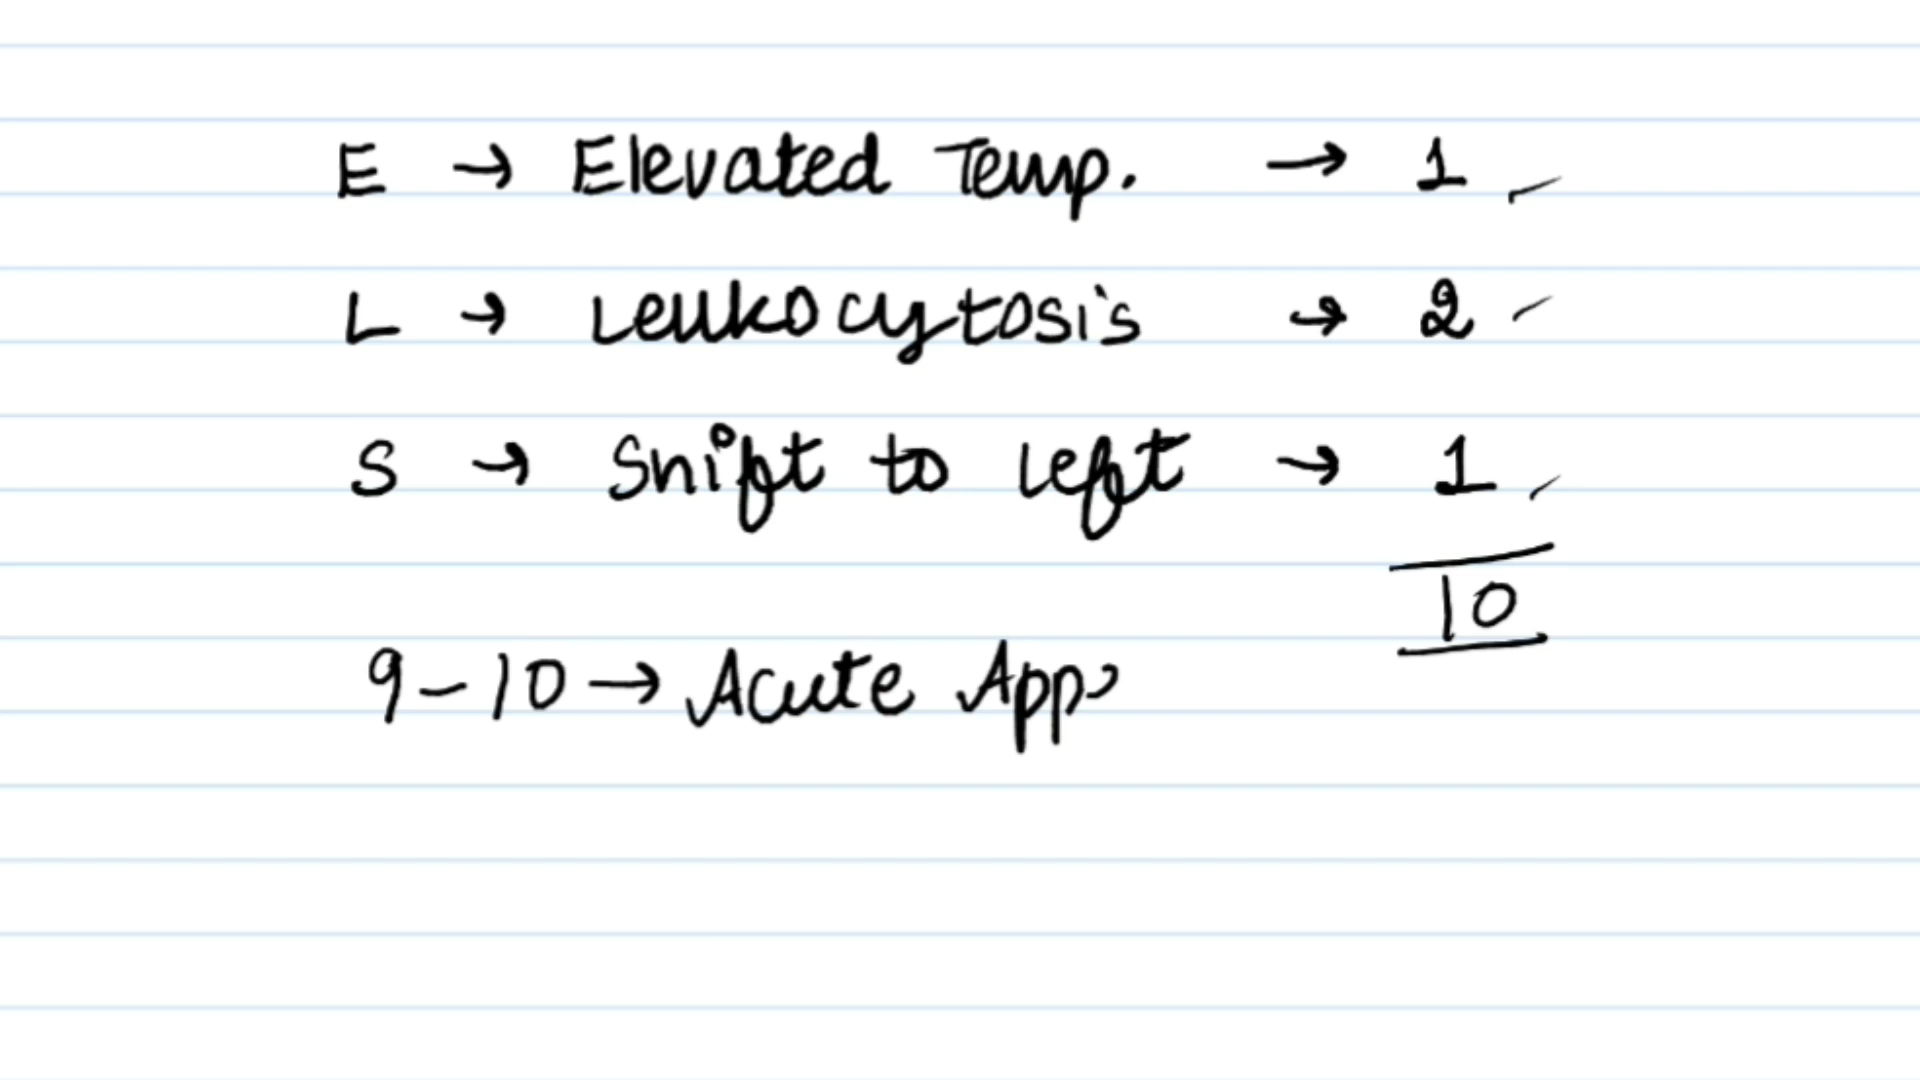 E → Elevated Temp. → 1
L → Leukocytosis → 2
S → Shift to Left → 1
10
9-10 → Acute App